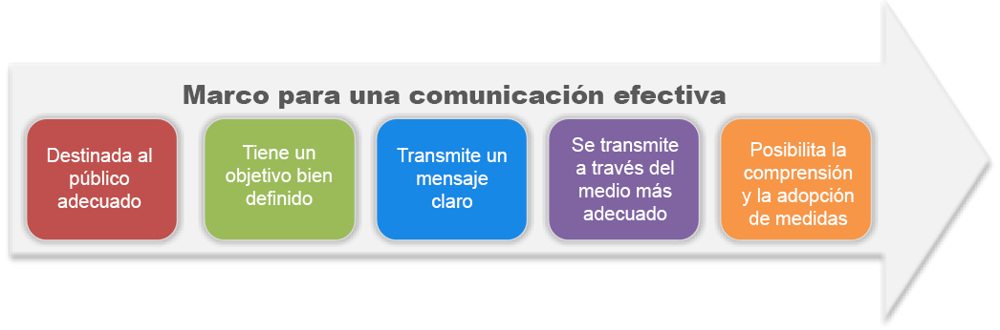 Marco para una comunicación efectiva
Destinada al
público
adecuado
Tiene un
objetivo bien
definido
Transmite un
mensaje
claro
Se transmite
a través del
medio más
adecuado
Posibilita la
comprensión
y la adopción
de medidas